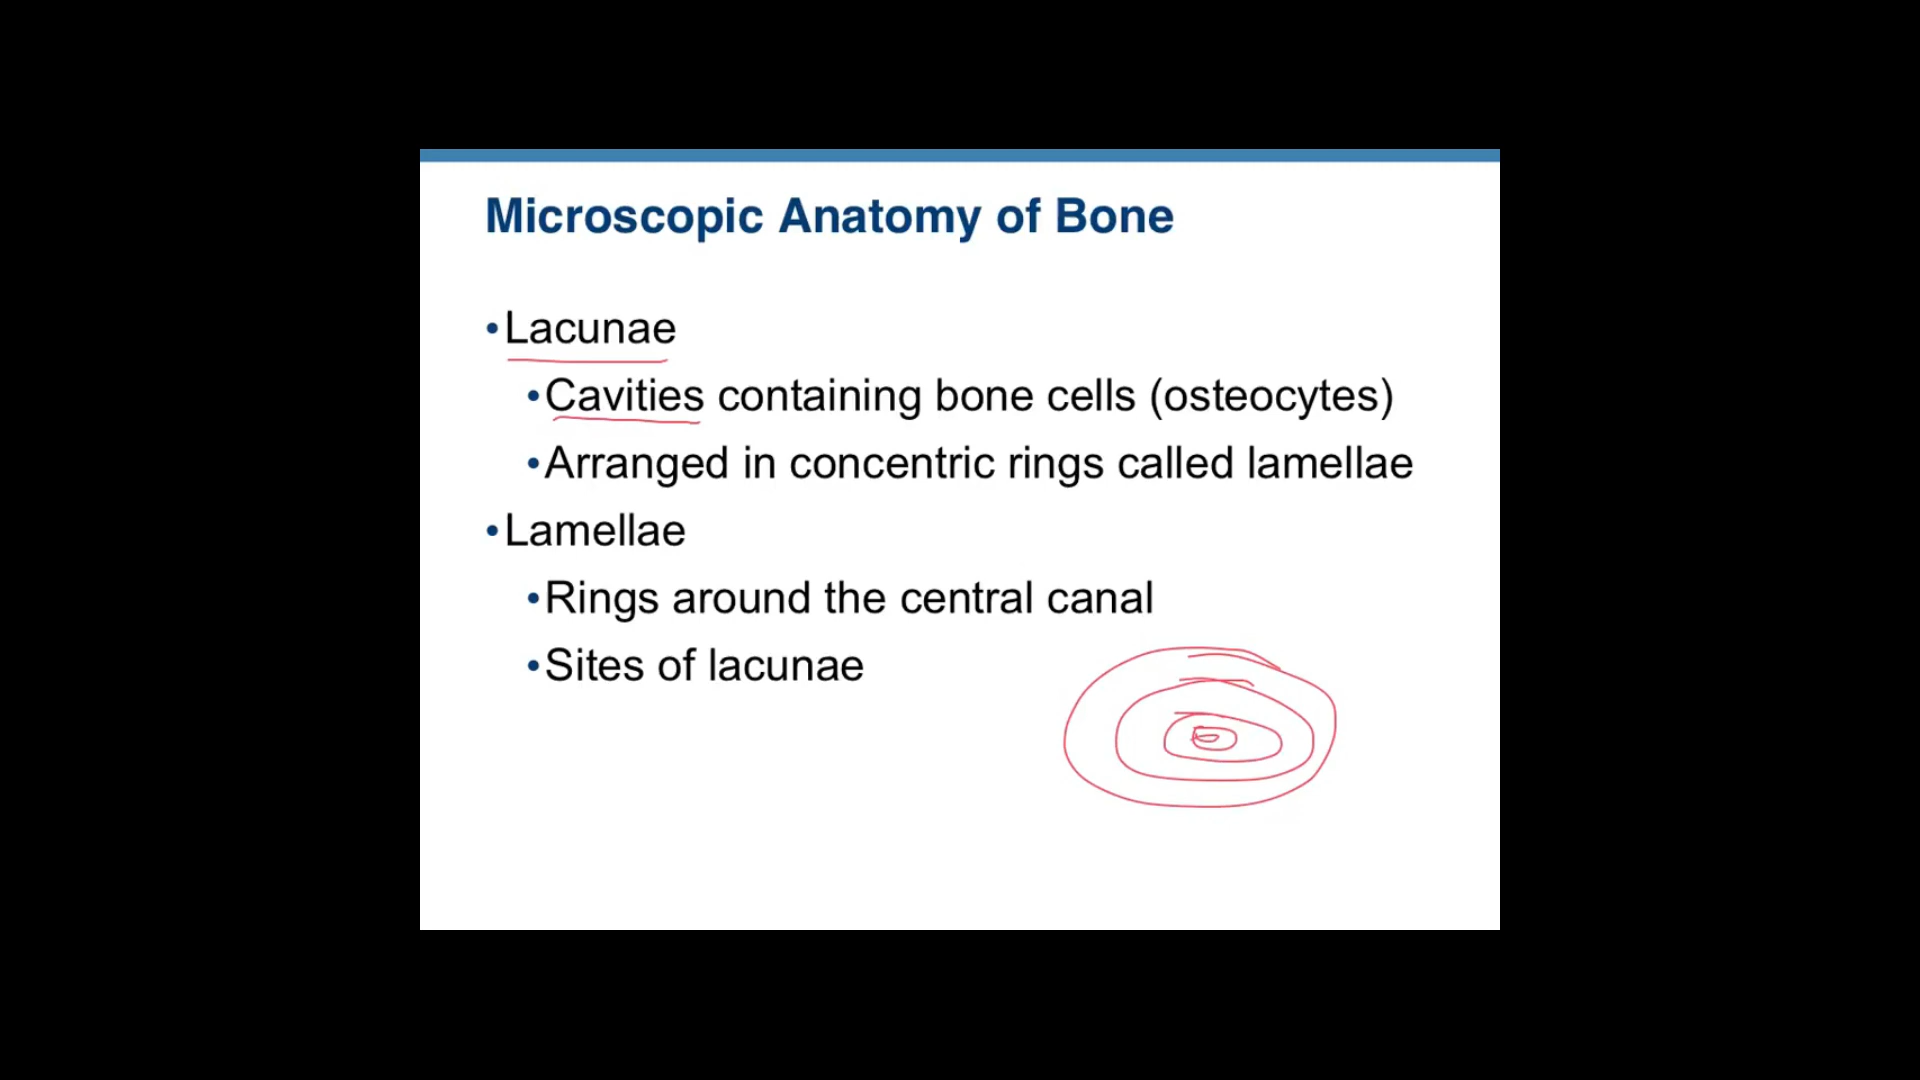 Microscopic Anatomy of Bone
•Lacunae
•Cavities containing bone cells (osteocytes)
•Arranged in concentric rings called lamellae
•Lamellae
•Rings around the central canal
•Sites of lacunae